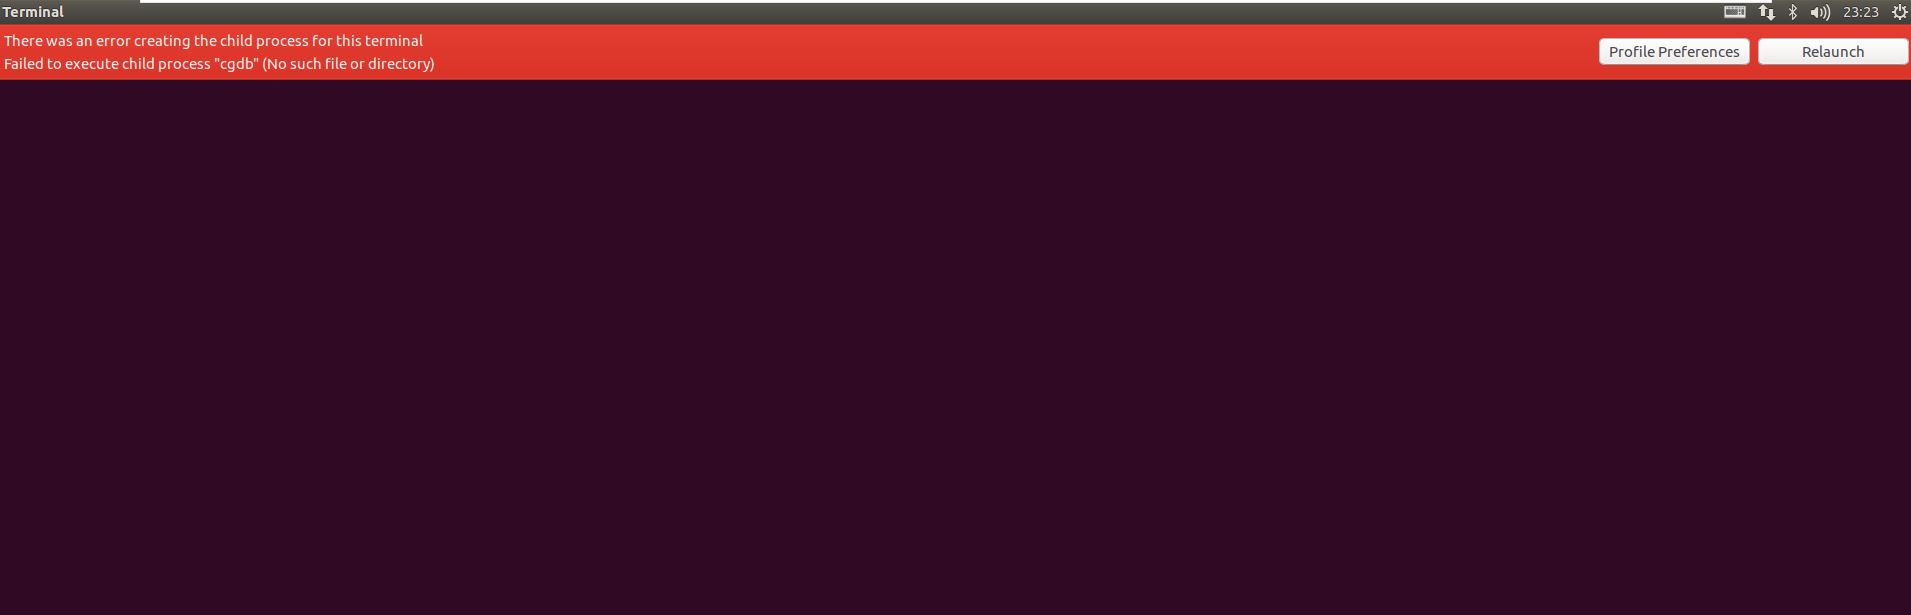 Terminal
23:23
There was an error creating the child process for this terminal
Failed to execute child process "cgdb" (No such file or directory)
Profile Preferences
Relaunch